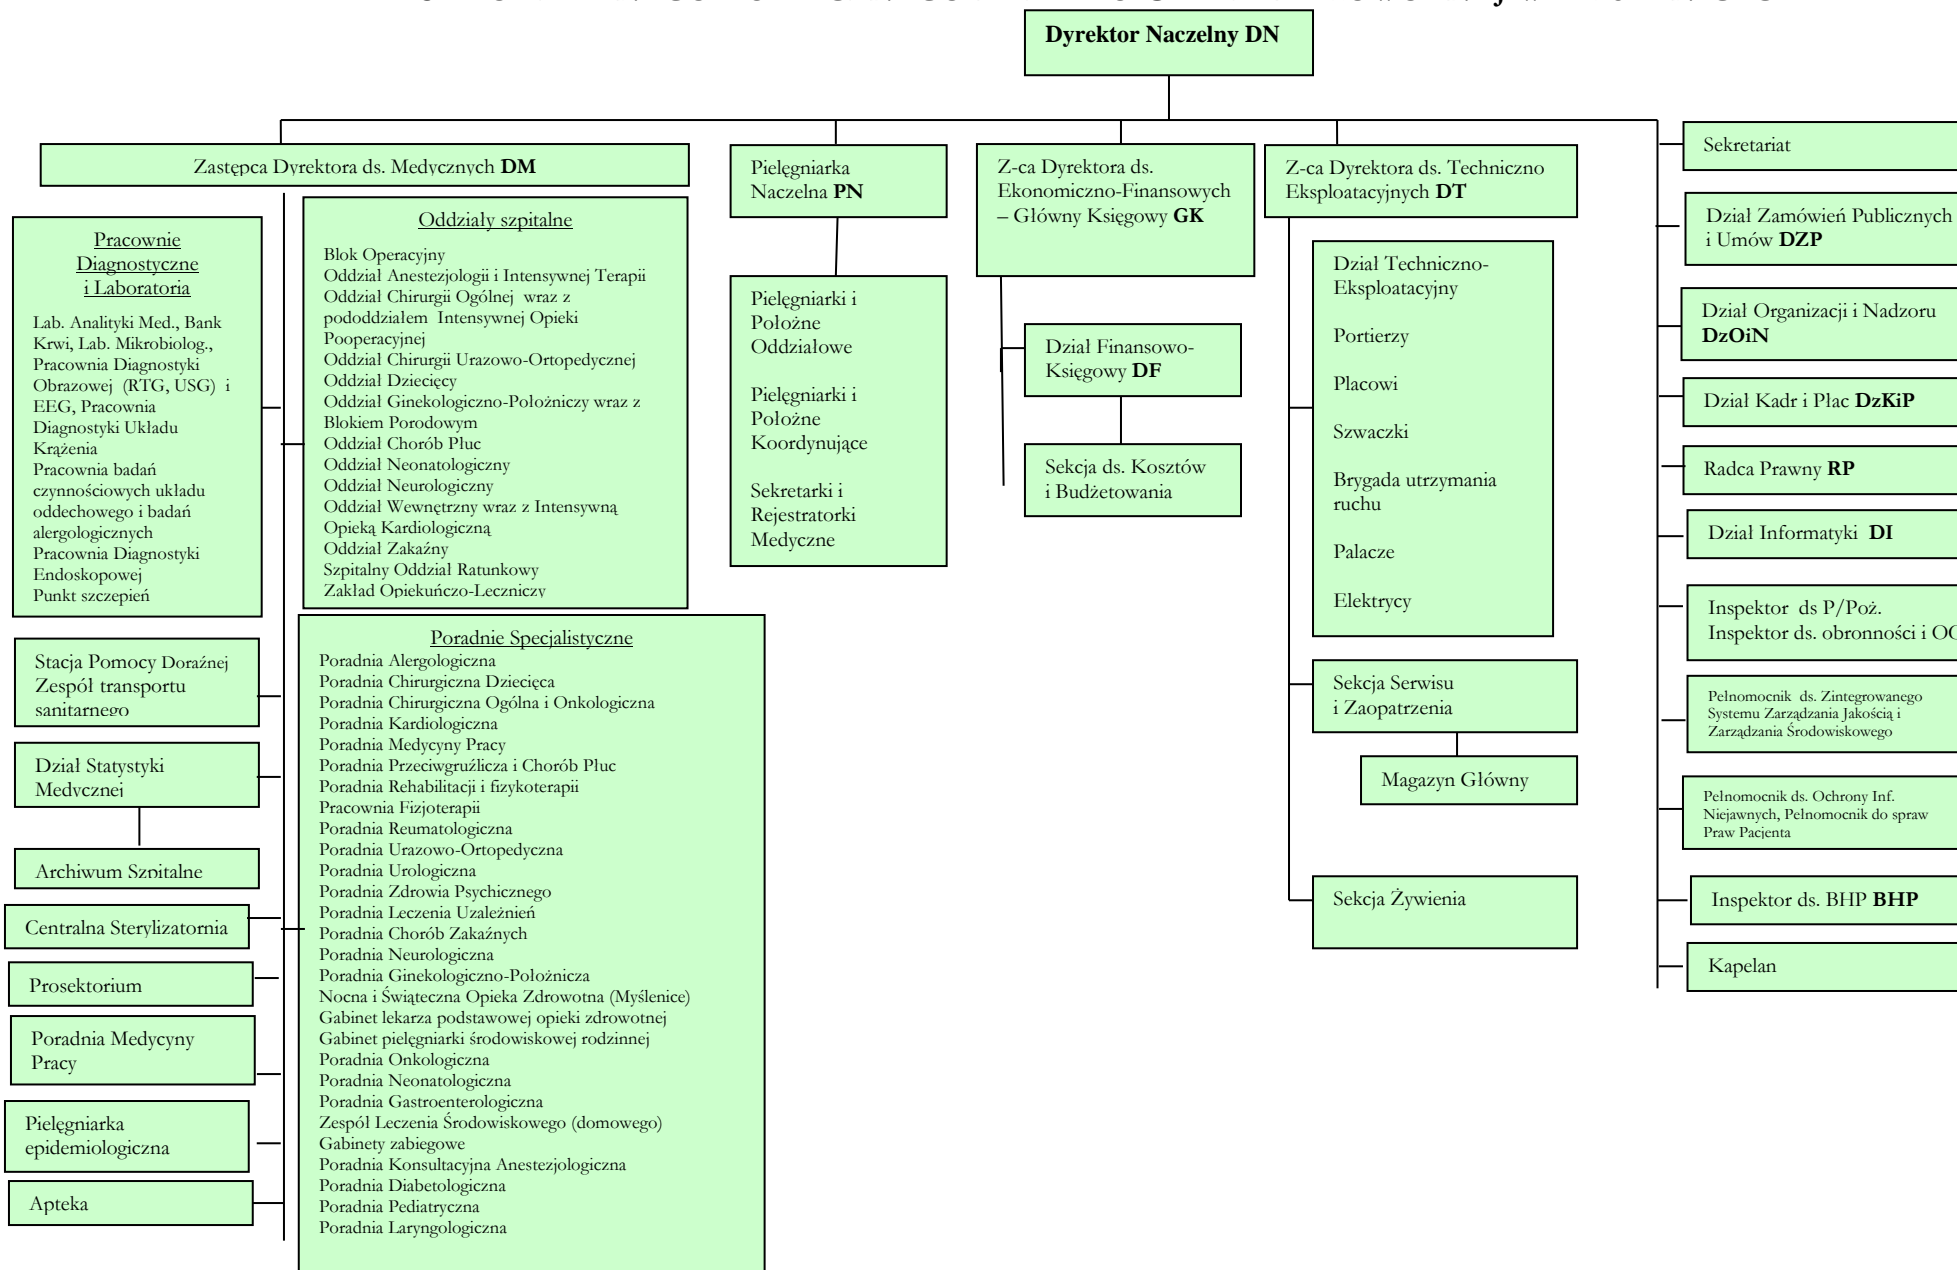 Dyrektor Naczelny DN
Zastępca Dyrektora ds. Medycznych DM
Pracownie
Diagnostyczne
i Laboratoria
Lab. Analityki Med., Bank
Krwi, Lab. Mikrobiolog.,
Pracownia Diagnostyki
Obrazowej (RTG, USG) i
EEG, Pracownia
Diagnostyki Układu
Krążenia
Pracownia badań
czynnościowych układu
oddechowego i badań
alergologicznych
Pracownia Diagnostyki
Endoskopowej
Punkt szczepień
Stacja Pomocy Doraźnej
Zespół transportu
sanitarnego
Dział Statystyki
Medycznej
Archiwum Szpitalne
Centralna Sterylizatornia
Prosektorium
Poradnia Medycyny
Pracy
Pielęgniarka
epidemiologiczna
Apteka
Oddziały szpitalne
Blok Operacyjny
Oddział Anestezjologii i Intensywnej Terapii
Oddział Chirurgii Ogólnej wraz z
pododdziałem Intensywnej Opieki
Pooperacyjnej
Oddział Chirurgii Urazowo-Ortopedycznej
Oddział Dziecięcy
Oddział Ginekologiczno-Położniczy wraz z
Blokiem Porodowym
Oddział Chorób Płuc
Oddział Neonatologiczny
Oddział Neurologiczny
Oddział Wewnętrzny wraz z Intensywną
Opieką Kardiologiczną
Oddział Zakaźny
Szpitalny Oddział Ratunkowy
Zakład Opiekuńczo-Leczniczy
Poradnie Specjalistyczne
Poradnia Alergologiczna
Poradnia Chirurgiczna Dziecięca
Poradnia Chirurgiczna Ogólna i Onkologiczna
Poradnia Kardiologiczna
Poradnia Medycyny Pracy
Poradnia Przeciwgruźlicza i Chorób Płuc
Poradnia Rehabilitacji i fizykoterapii
Pracownia Fizjoterapii
Poradnia Reumatologiczna
Poradnia Urazowo-Ortopedyczna
Poradnia Urologiczna
Poradnia Zdrowia Psychicznego
Poradnia Leczenia Uzależnień
Poradnia Chorób Zakaźnych
Poradnia Neurologiczna
Poradnia Ginekologiczno-Położnicza
Nocna i Świąteczna Opieka Zdrowotna (Myślenice)
Gabinet lekarza podstawowej opieki zdrowotnej
Gabinet pielęgniarki środowiskowej rodzinnej
Poradnia Onkologiczna
Poradnia Neonatologiczna
Poradnia Gastroenterologiczna
Zespół Leczenia Środowiskowego (domowego)
Gabinety zabiegowe
Poradnia Konsultacyjna Anestezjologiczna
Poradnia Diabetologiczna
Poradnia Pediatryczna
Poradnia Laryngologiczna
Pielęgniarka
Naczelna PN
Pielęgniarki i
Położne
Oddziałowe
Pielęgniarki i
Położne
Koordynujące
Sekretarki i
Rejestratorki
Medyczne
Z-ca Dyrektora ds.
Ekonomiczno-Finansowych
– Główny Księgowy GK
Dział Finansowo-
Księgowy DF
Sekcja ds. Kosztów
i Budżetowania
Z-ca Dyrektora ds. Techniczno
Eksploatacyjnych DT
Dział Techniczno-
Eksploatacyjny
Portierzy
Placowi
Szwaczki
Brygada utrzymania
ruchu
Palacze
Elektrycy
Sekcja Serwisu
i Zaopatrzenia
Magazyn Główny
Sekcja Żywienia
Sekretariat
Dział Zamówień Publicznych
i Umów DZP
Dział Organizacji i Nadzoru
DzOiN
Dział Kadr i Płac DzKiP
Radca Prawny RP
Dział Informatyki DI
Inspektor ds P/Poż.
Inspektor ds. obronności i
Pełnomocnik ds. Zintegrowanego
Systemu Zarządzania Jakością i
Zarządzania Środowiskowego
Pełnomocnik ds. Ochrony Inf.
Niejawnych, Pełnomocnik do spraw
Praw Pacjenta
Inspektor ds. BHP BHP
Kapelan